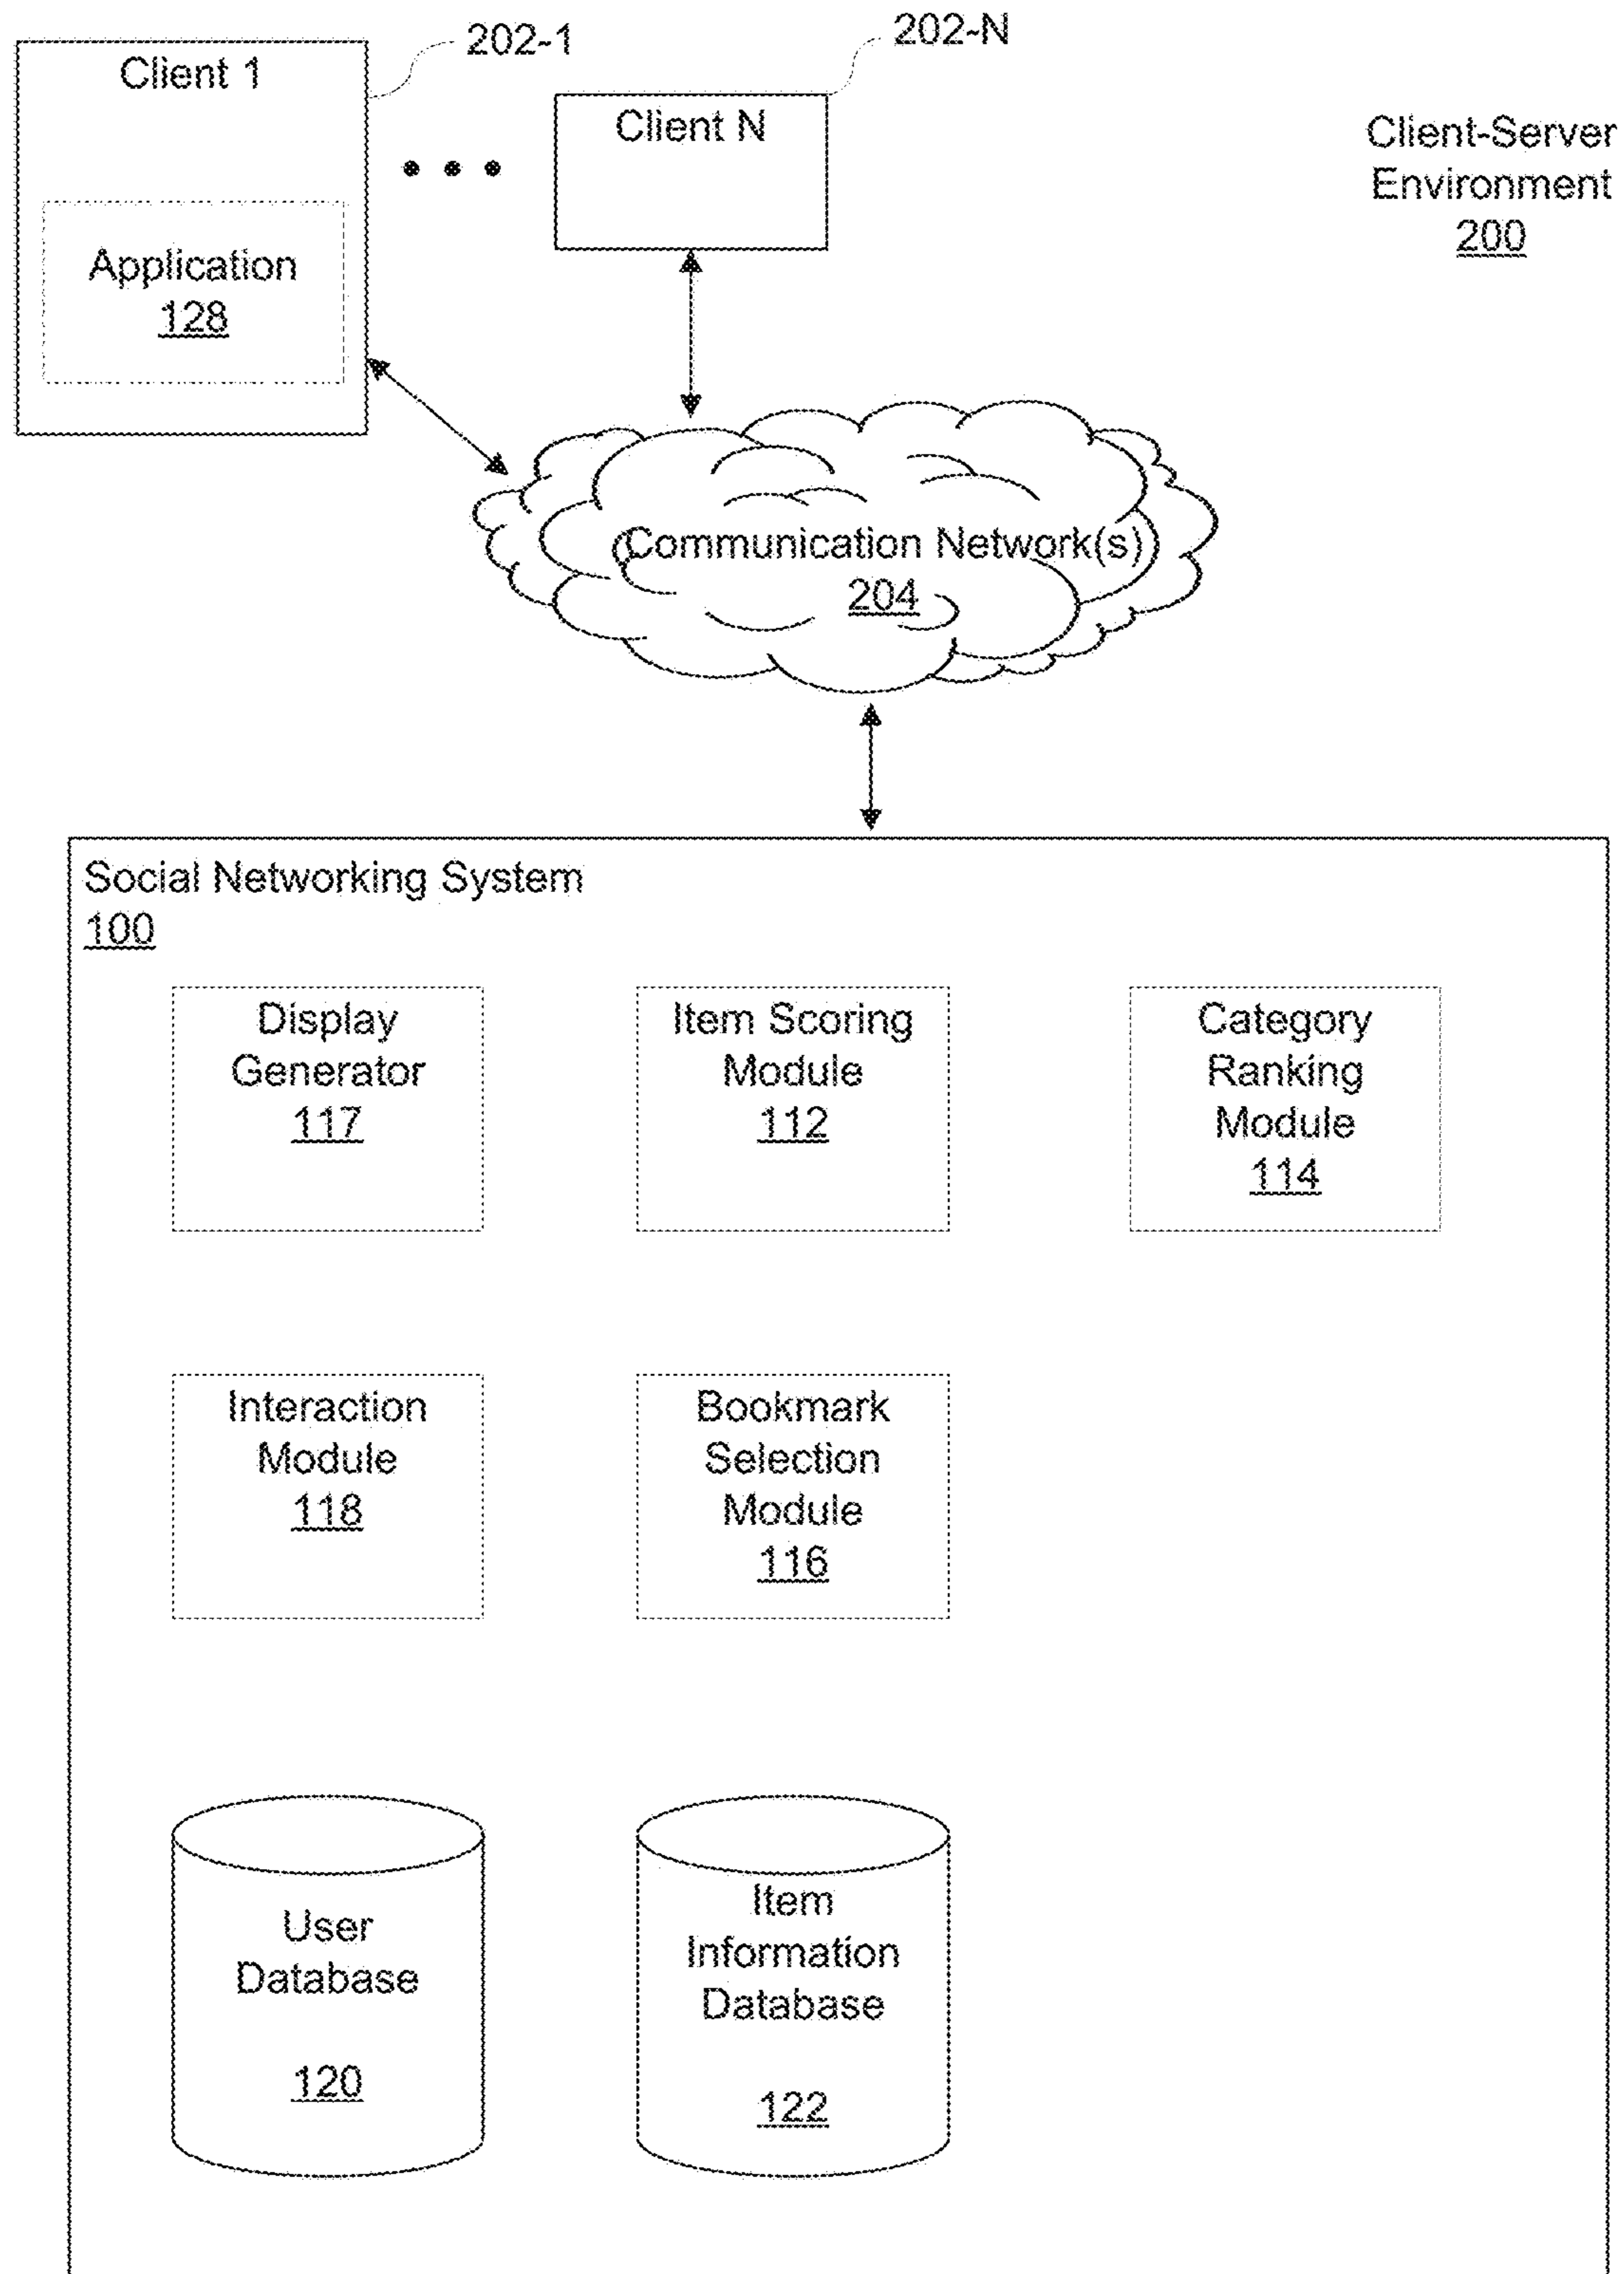 202-1
202-N
Client 1
Client N
Client-Server
Environment
200
Application
128
Communication Network(s)
204
Social Networking System
100
Display
Generator
117
Item Scoring
Module
112
Category
Ranking
Module
114
Interaction
Module
118
Bookmark
Selection
Module
116
User
Database
120
Item
Information
Database
122